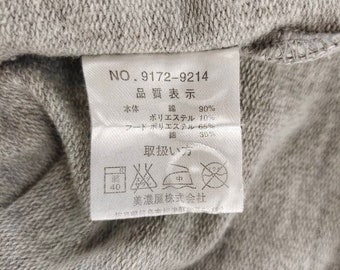 NO. 9172-9214
品質表示
本体 綿 90%
ポリエステル 10%
フード ポリエステル 65%
綿 35%
取扱い方
40 中
美濃屋株式会社